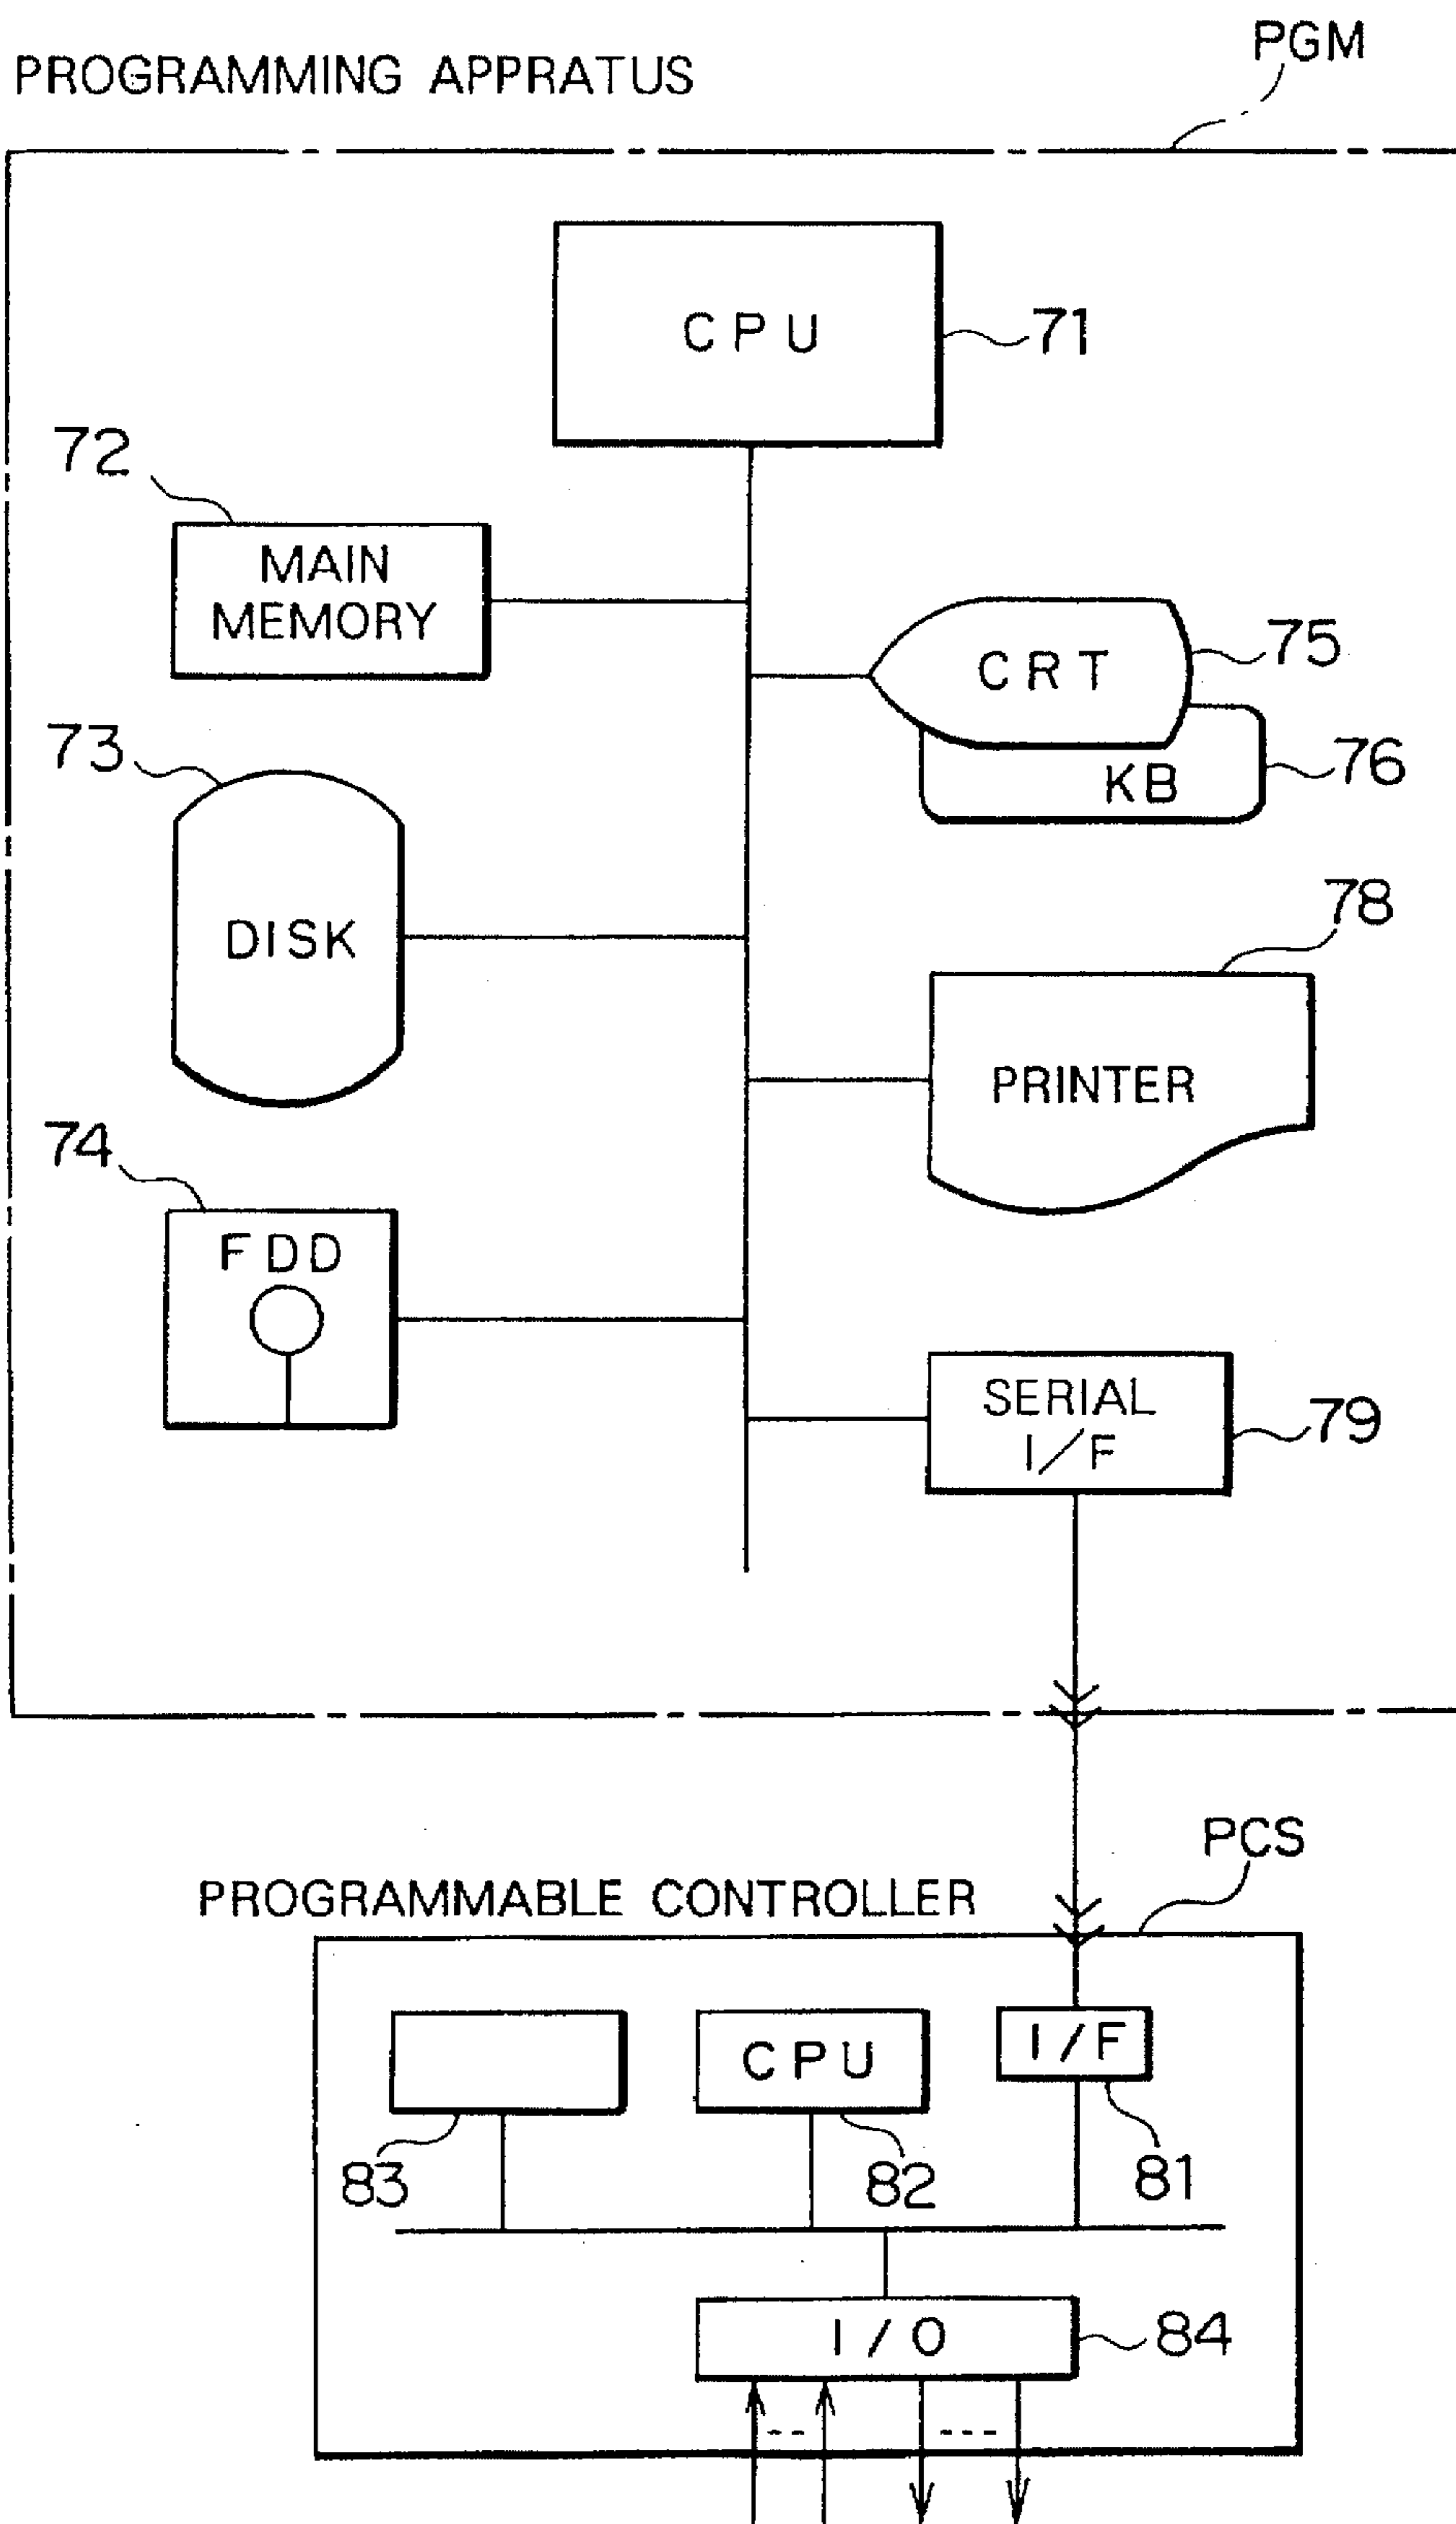 PGM
PROGRAMMING APPRATUS
CPU
71
72
MAIN
MEMORY
CRT
75
73
KB
76
DISK
78
PRINTER
74
FDD
SERIAL
I/F
79
PCS
PROGRAMMABLE CONTROLLER
CPU
I/F
83
82
81
I/O
84